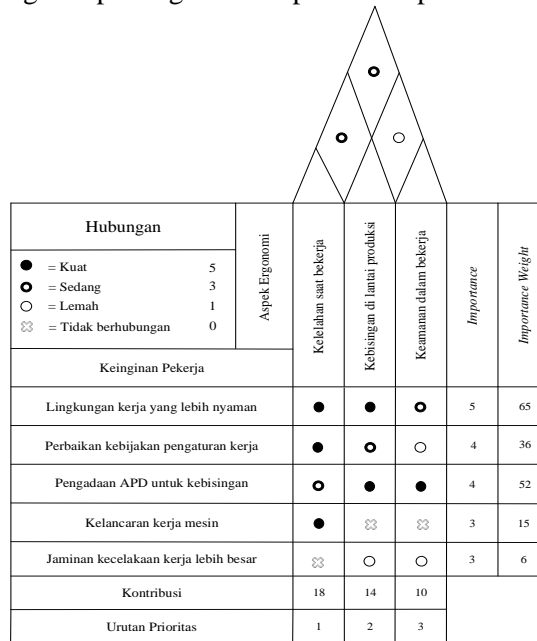 Hubungan
= Kuat 5
= Sedang 3
= Lemah 1
= Tidak berhubungan 0
Keinginan Pekerja
Aspek Ergonomi
Kelelahan saat bekerja
Kebisingan di lantai produksi
Keamanan dalam bekerja
Importance
Importance Weight
Lingkungan kerja yang lebih nyaman 5 65
Perbaikan kebijakan pengaturan kerja 4 36
Pengadaan APD untuk kebisingan 4 52
Kelancaran kerja mesin 3 15
Jaminan kecelakaan kerja lebih besar 3 6
Kontribusi 18 14 10
Urutan Prioritas 1 2 3